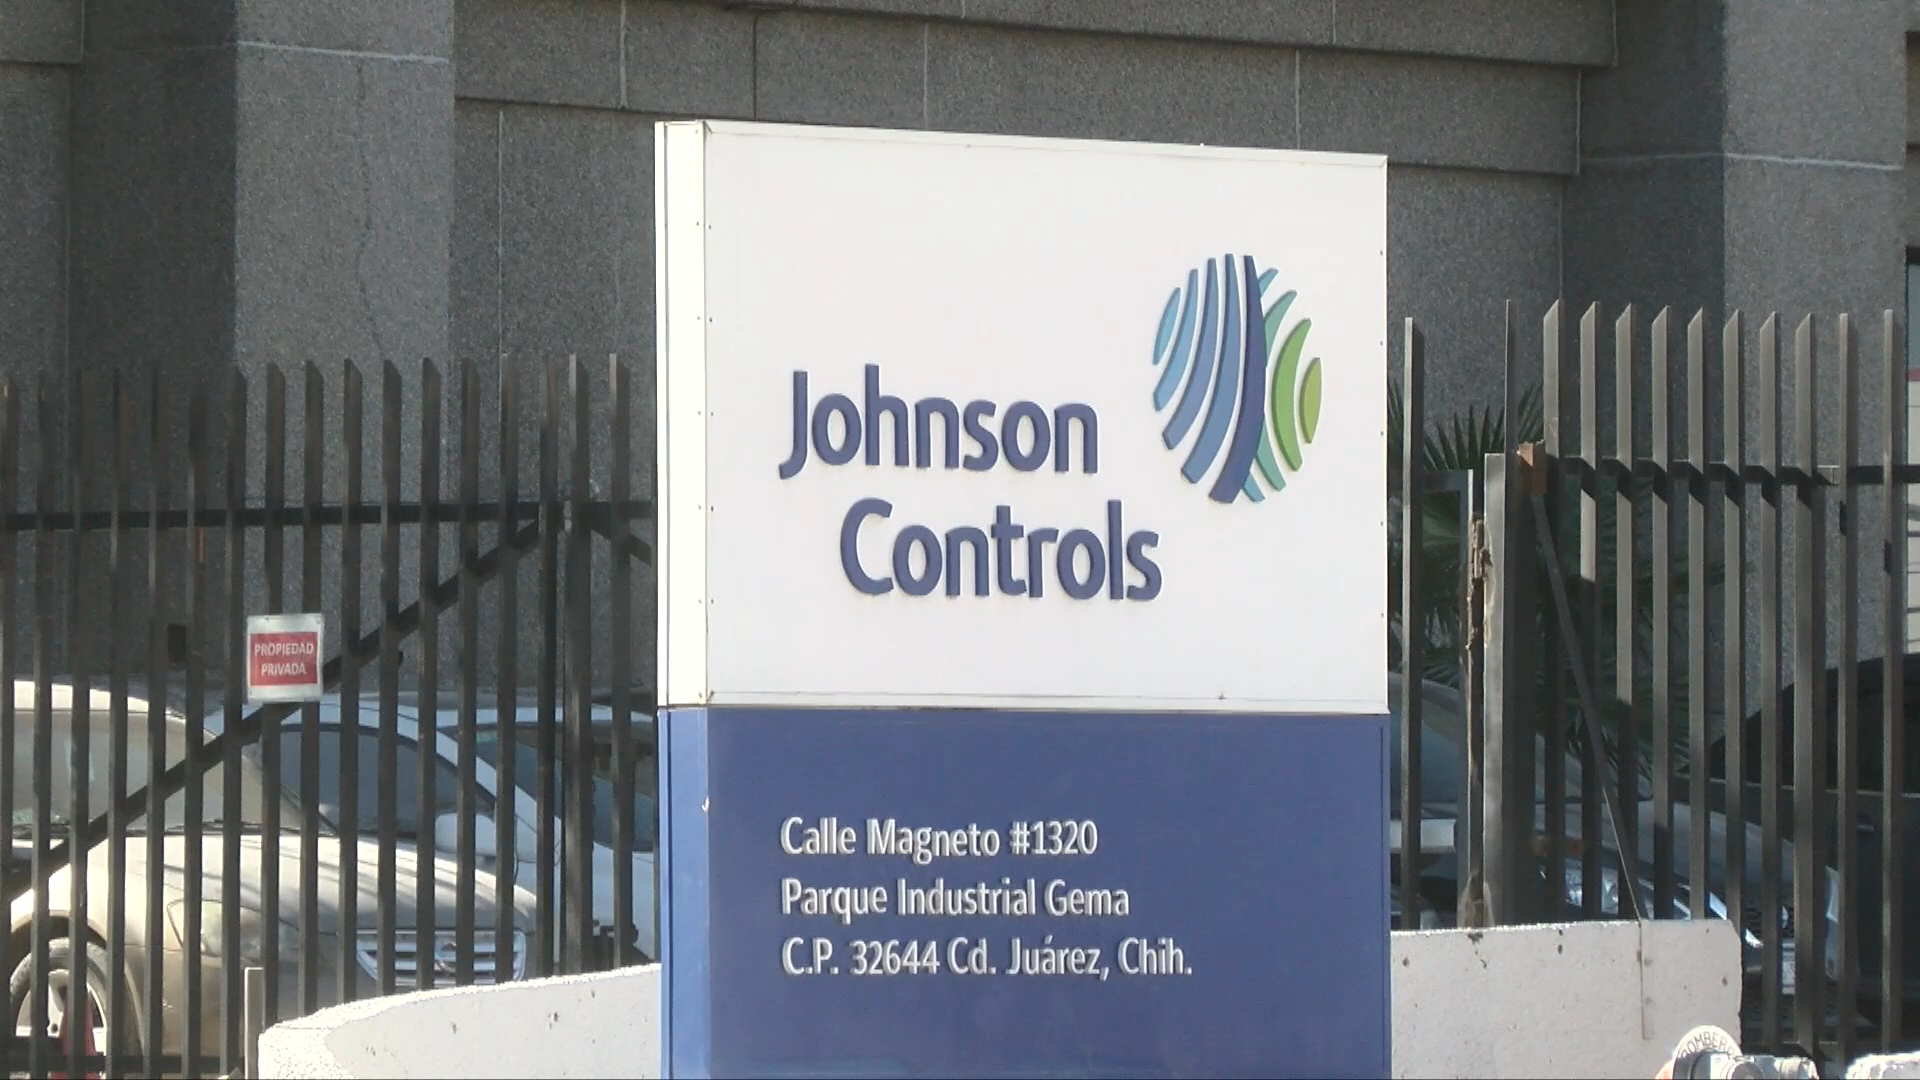 Johnson
Controls
PROPIEDAD
PRIVADA
Calle Magneto #1320
Parque Industrial Gema
C.P. 32644 Cd. Juárez, Chih.